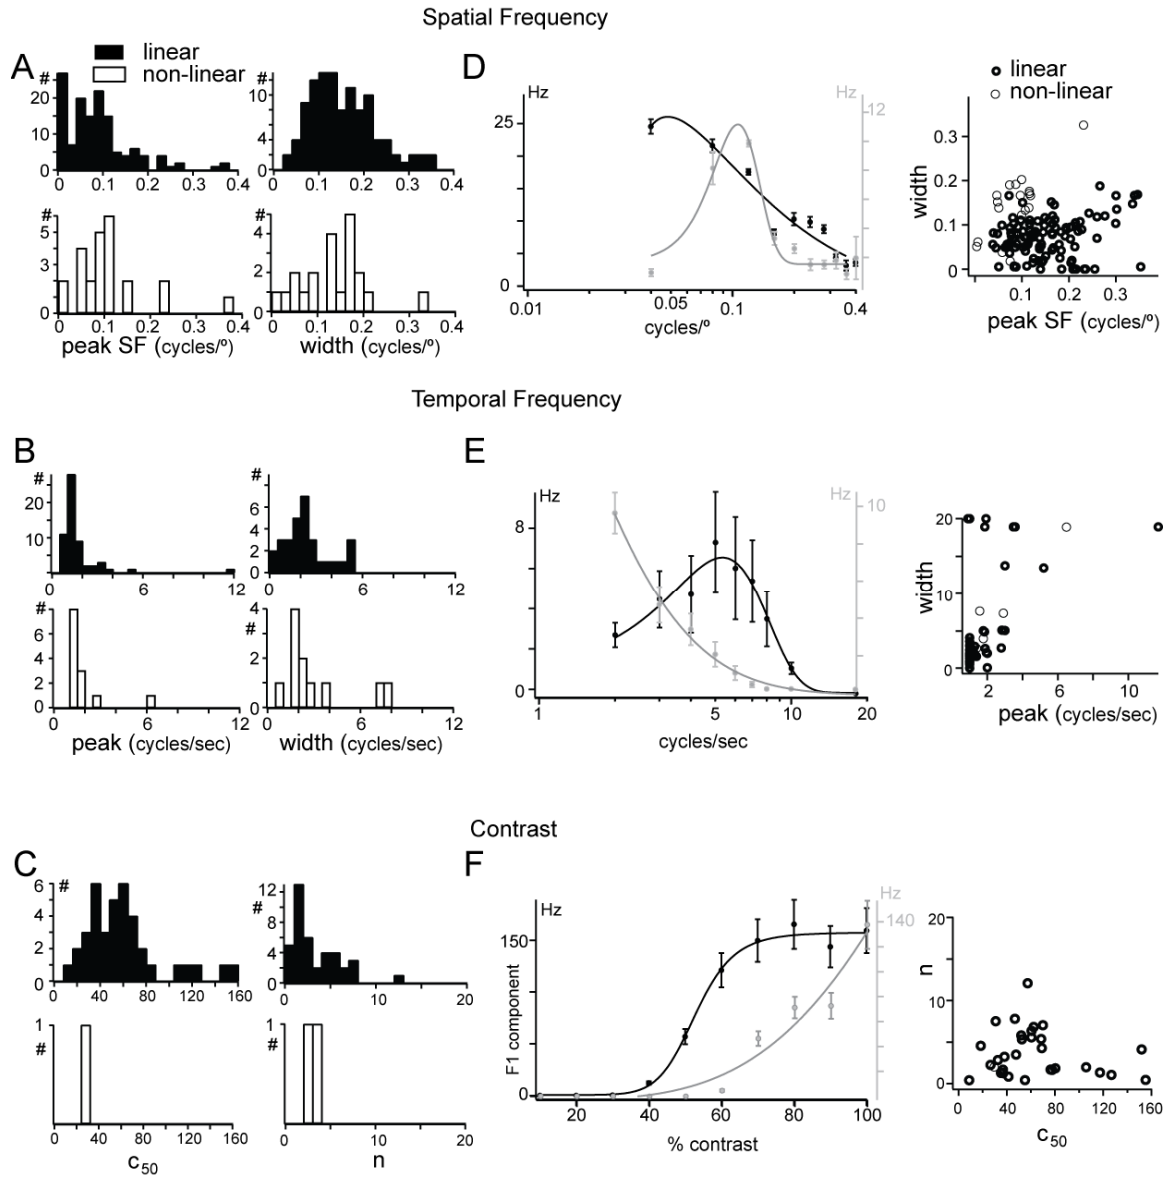 Spatial Frequency
A
linear
non-linear
#
20
10
0
0 0.1 0.2 0.3 0.4
#
10
8
4
0
0 0.1 0.2 0.3 0.4
#
5
3
0
0 0.1 0.2 0.3 0.4
peak SF (cycles/º)
#
4
2
0
0 0.1 0.2 0.3 0.4
width (cycles/º)
D
Hz
Hz
25
12
0
0.01 0.05 0.1 0.4
cycles/º
linear
non-linear
width
0.3
0.2
0.1
0
0.1 0.2 0.3
peak SF (cycles/º)
Temporal Frequency
B
#
20
10
0 6 12
#
6
4
2
0
0 6 12
#
6
4
2
0
0 6 12
peak (cycles/sec)
4
#
2
0
0 6 12
width (cycles/sec)
E
Hz
Hz
8
10
0
1 5 10 20
cycles/sec
width
20
10
0
2 6 10
peak (cycles/sec)
Contrast
C
6 #
4
2
0
0 40 80 120 160
12
#
8
4
0
0 10 20
1
#
0 40 80 120 160
c50
1
#
0 10 20
n
F
Hz
Hz
150
140
F1 component
0
20 40 60 80 100
% contrast
n
20
10
0
0 40 80 120 160
c50